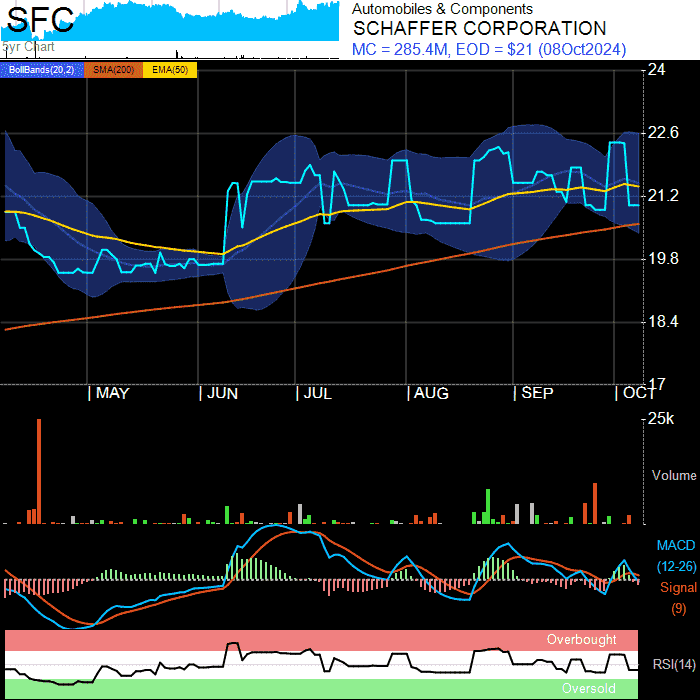 SFC
5yr Chart
Automobiles & Components
SCHAFFER CORPORATION
MC = 285.4M, EOD = $21 (08Oct2024)
BollBands(20,2) SMA(200) EMA(50)
24
22.6
21.2
19.8
18.4
17
| MAY | JUN | JUL | AUG | SEP | OCT
25k
Volume
MACD
(12-26)
Signal
(9)
Overbought
RSI(14)
Oversold